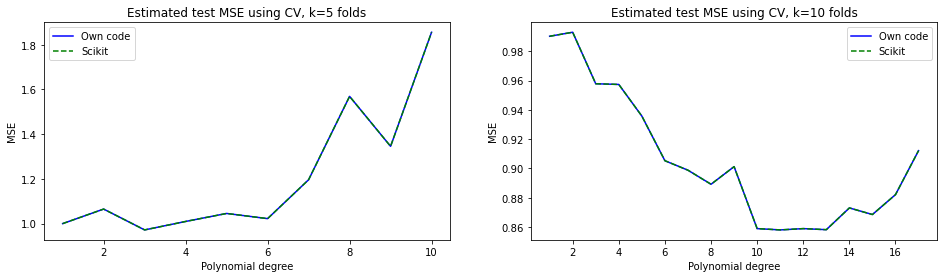 Estimated test MSE using CV, k=5 folds
Own code
Scikit
MSE
1.8
1.6
1.4
1.2
1.0
2 4 6 8 10
Polynomial degree
Estimated test MSE using CV, k=10 folds
Own code
Scikit
MSE
0.98
0.96
0.94
0.92
0.90
0.88
0.86
2 4 6 8 10 12 14 16
Polynomial degree